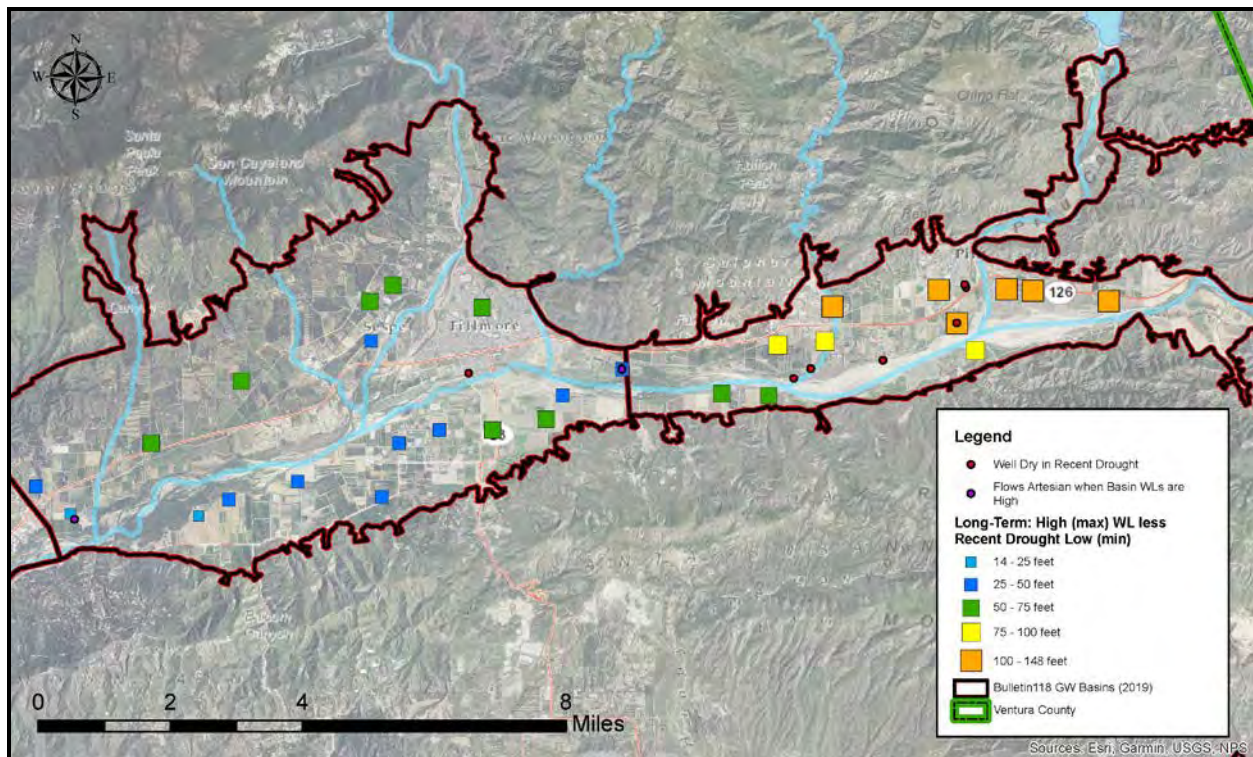 N
W E
S
Santa
Paula
Peak
San Cayetano
Mountain
Chino Flat
Fillmore
126
0 2 4 8
Miles
Legend
Well Dry in Recent Drought
Flows Artesian when Basin WLs are
High
Long-Term: High (max) WL less
Recent Drought Low (min)
14 - 25 feet
25 - 50 feet
50 - 75 feet
75 - 100 feet
100 - 148 feet
Bulletin118 GW Basins (2019)
Ventura County
Sources: Esri, Garmin, USGS, NPS